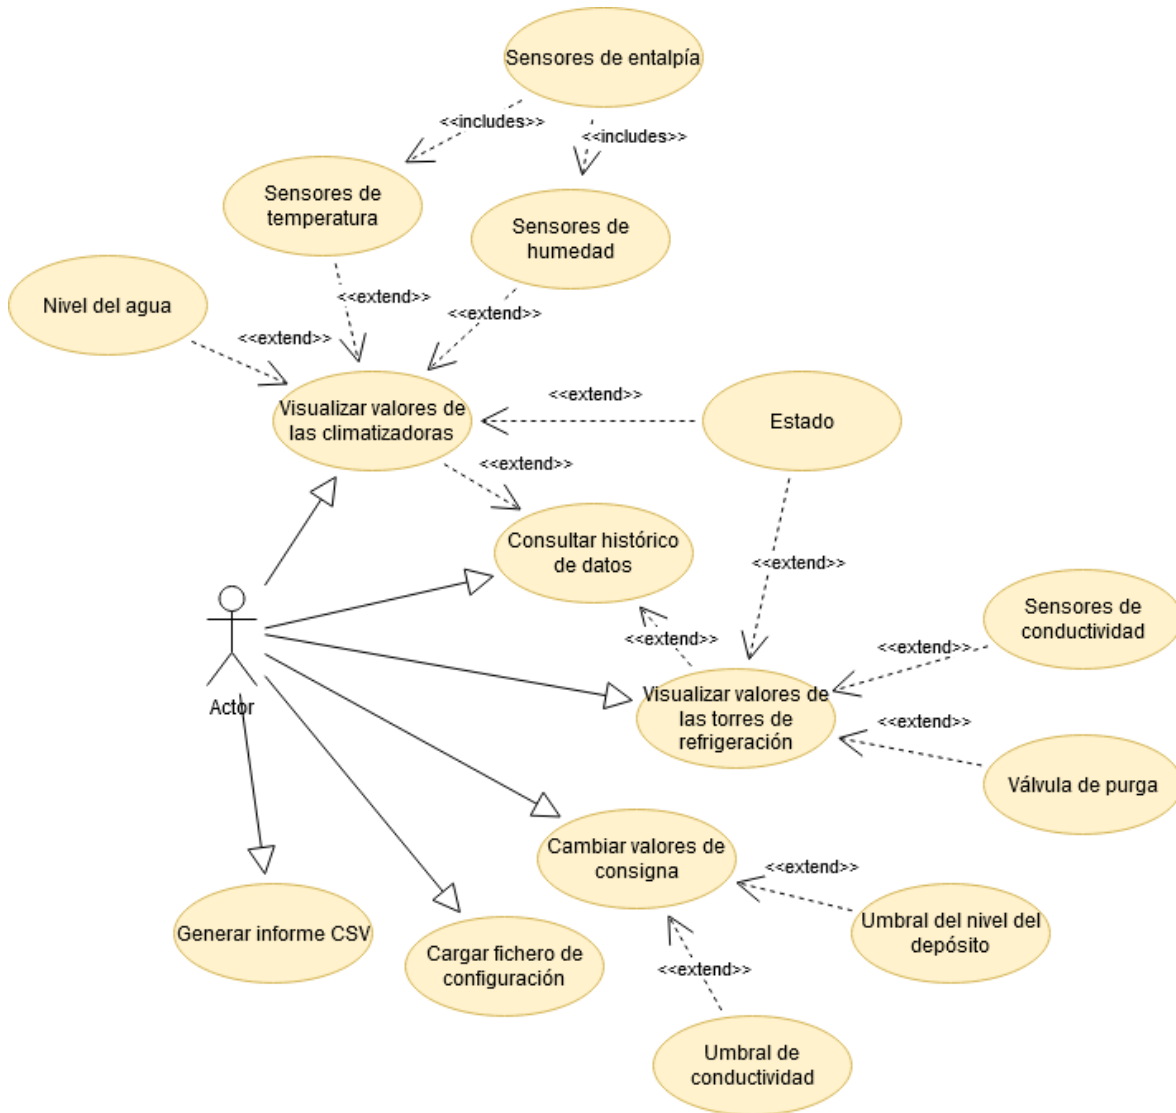 Sensores de entalpía
<<includes>>
<<includes>>
Sensores de
temperatura
Sensores de
humedad
Nivel del agua
<<extend>>
<<extend>>
<<extend>>
Visualizar valores de
las climatizadoras
<<extend>>
Estado
<<extend>>
Consultar histórico
de datos
<<extend>>
Sensores de
conductividad
<<extend>>
<<extend>>
Actor
Visualizar valores de
las torres de
refrigeración
<<extend>>
Válvula de purga
Cambiar valores de
consigna
<<extend>>
Umbral del nivel del
depósito
Generar informe CSV
Cargar fichero de
configuración
<<extend>>
Umbral de
conductividad